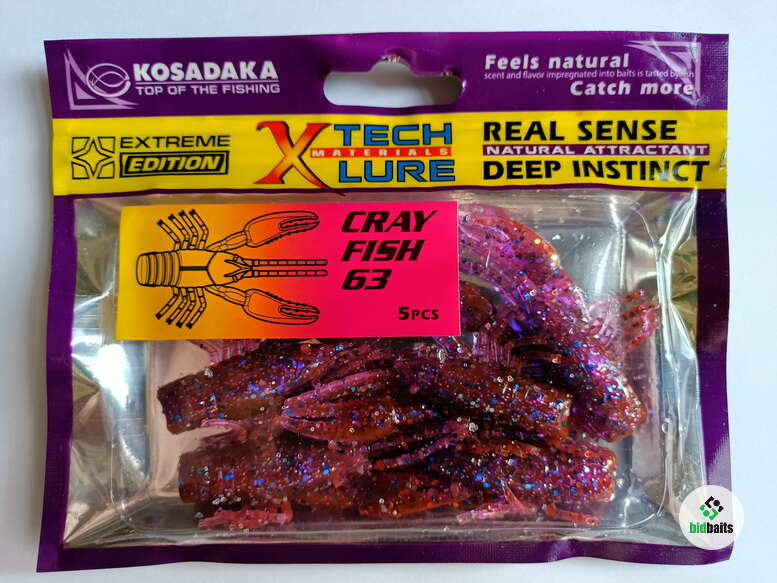 KOSADAKA
TOP OF THE FISHING
Feels natural
scent and flavor impregnated into baits is tasted by fish
Catch more
EXTREME
EDITION
X TECH
MATERIALS
LURE
REAL SENSE
NATURAL ATTRACTANT
DEEP INSTINCT
CRAY
FISH
63
5PCS
bidbaits